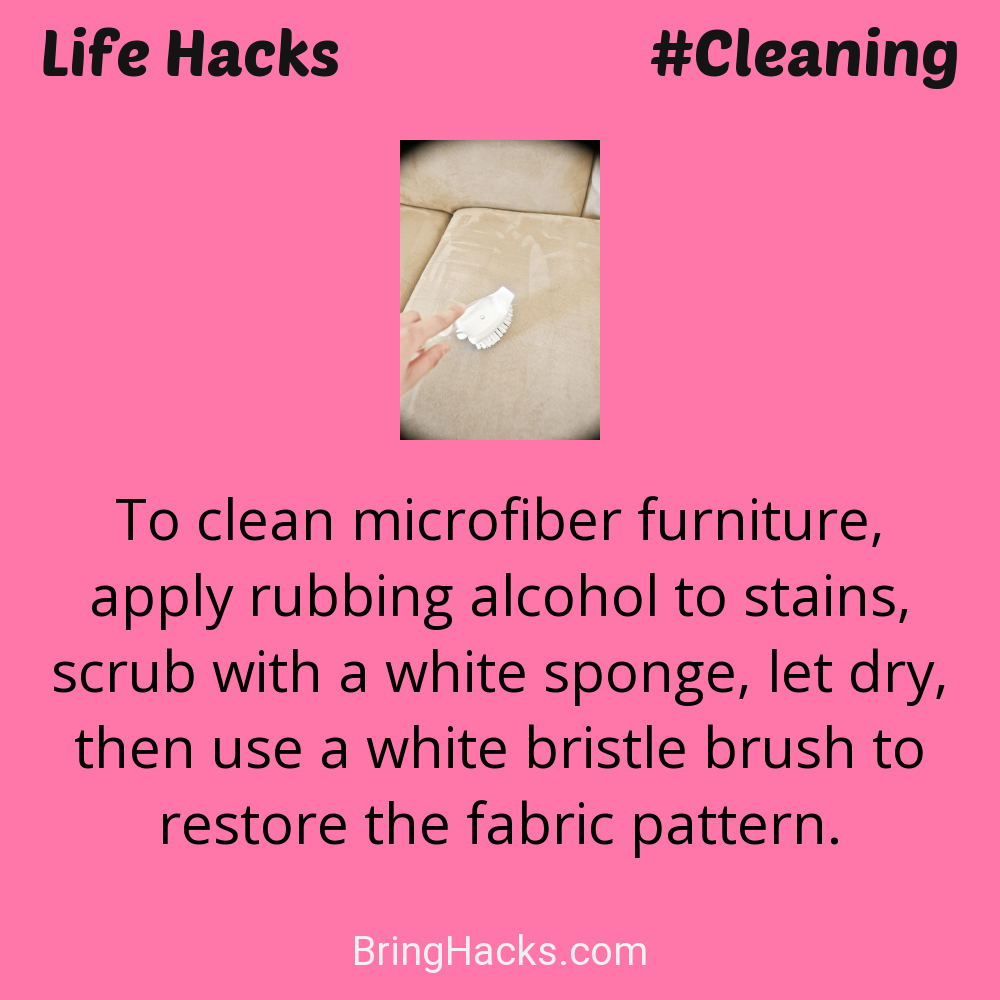 Life Hacks #Cleaning
To clean microfiber furniture,
apply rubbing alcohol to stains,
scrub with a white sponge, let dry,
then use a white bristle brush to
restore the fabric pattern.
BringHacks.com